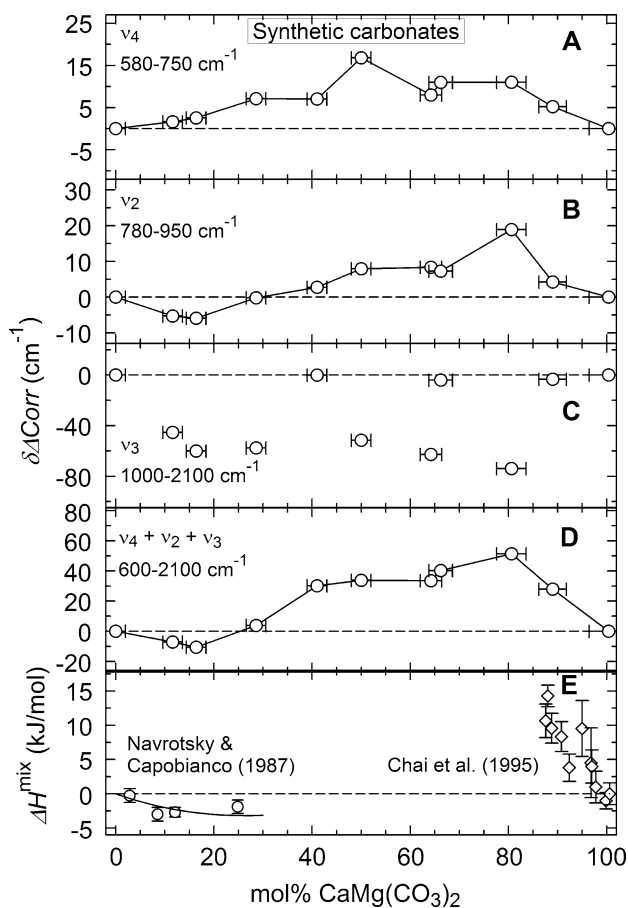 Synthetic carbonates
ν4
580-750 cm-1
A
25
15
5
-5
ν2
780-950 cm-1
B
30
20
10
0
-10
C
0
-40
-80
ν3
1000-2100 cm-1
δΔCorr (cm-1)
ν4 + ν2 + ν3
600-2100 cm-1
D
80
60
40
20
0
-20
E
15
10
5
0
-5
Navrotsky &
Capobianco (1987)
Chai et al. (1995)
ΔHmix (kJ/mol)
0 20 40 60 80 100
mol% CaMg(CO3)2